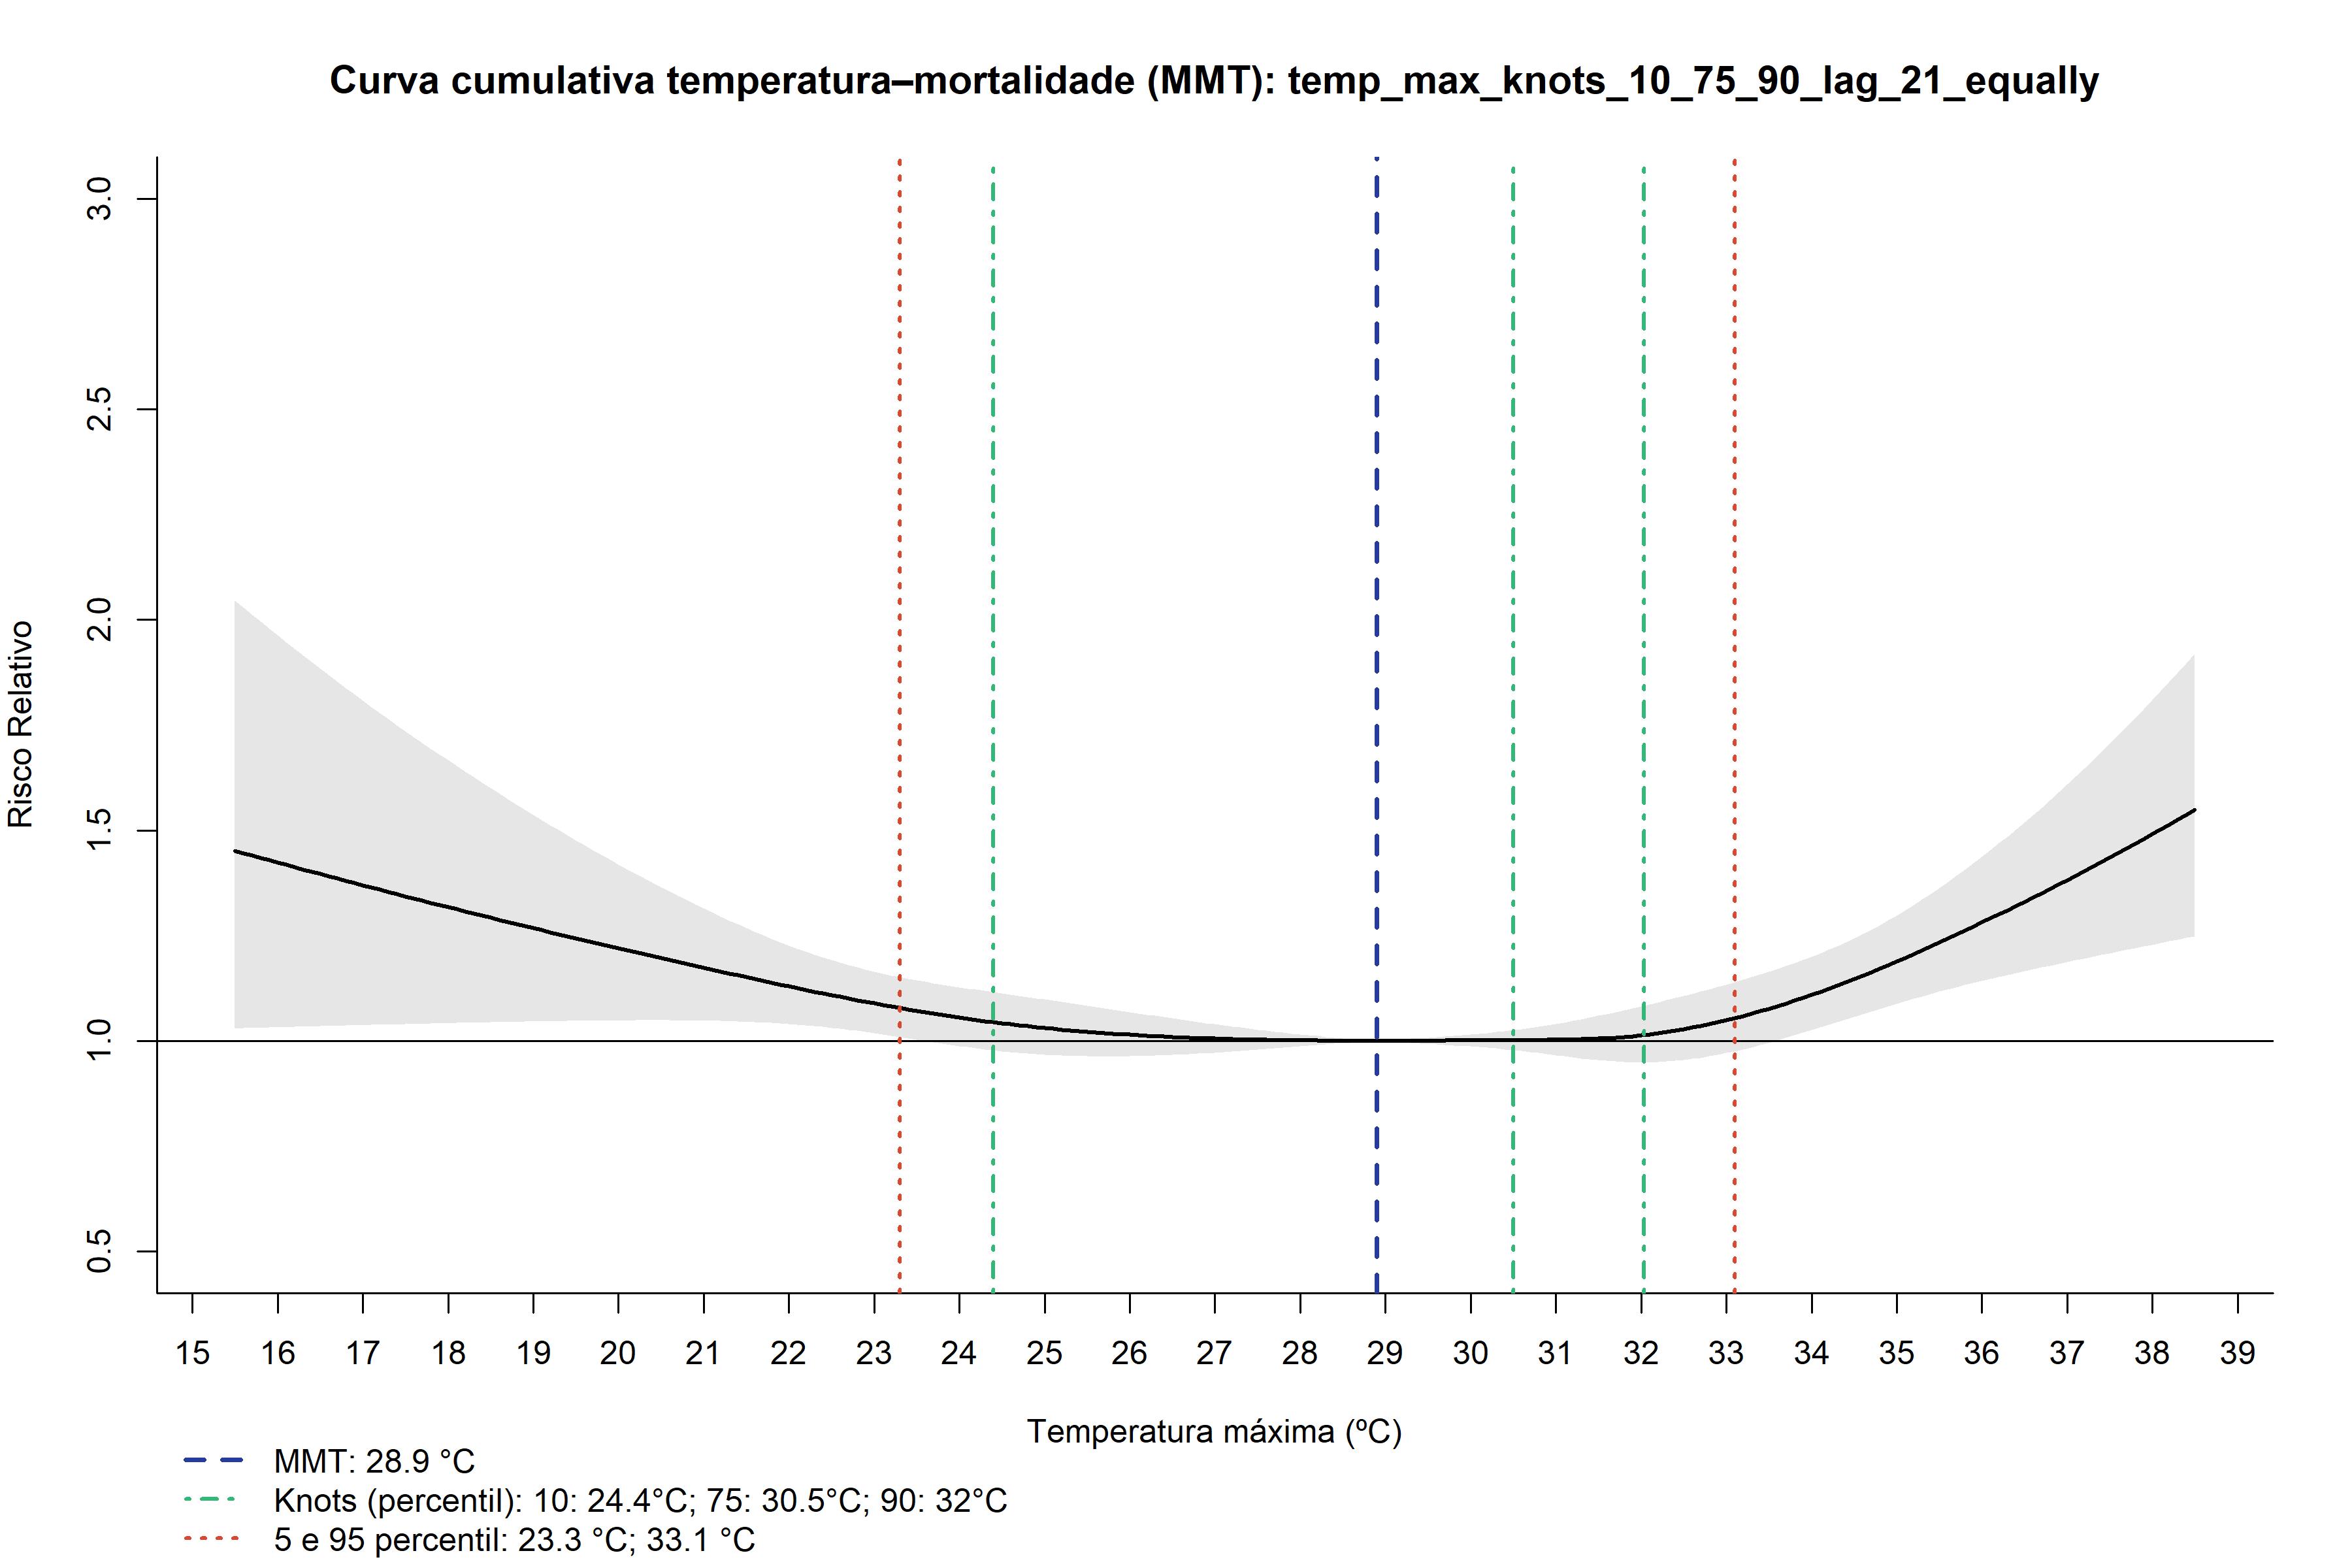 Curva cumulativa temperatura–mortalidade (MMT): temp_max_knots_10_75_90_lag_21_equally
Risco Relativo
3.0
2.5
2.0
1.5
1.0
0.5
15 16 17 18 19 20 21 22 23 24 25 26 27 28 29 30 31 32 33 34 35 36 37 38 39
Temperatura máxima (ºC)
MMT: 28.9 °C
Knots (percentil): 10: 24.4°C; 75: 30.5°C; 90: 32°C
5 e 95 percentil: 23.3 °C; 33.1 °C